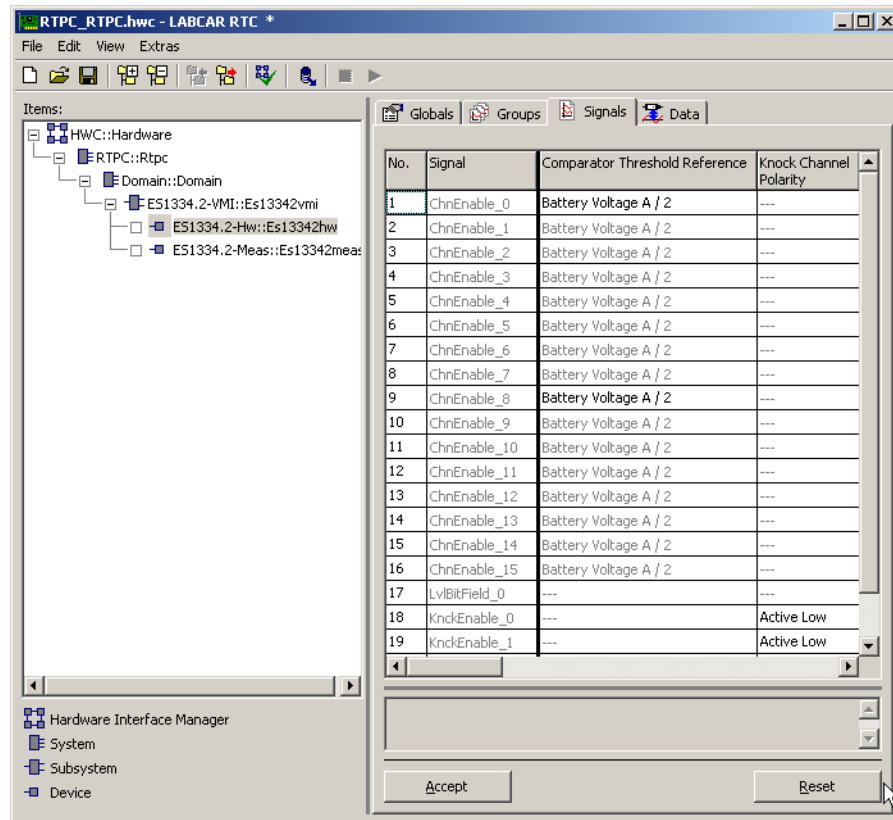 RTPC_RTPC.hwc - LABCAR RTC *
File Edit View Extras
Items:
HWC::Hardware
RTPC::Rtpc
Domain::Domain
ES1334.2-VMI::Es13342vmi
ES1334.2-Hw::Es13342hw
ES1334.2-Meas::Es13342meas
Hardware Interface Manager
System
Subsystem
Device
Globals Groups Signals Data
No. Signal Comparator Threshold Reference Knock Channel Polarity
1 ChnEnable_0 Battery Voltage A / 2 ---
2 ChnEnable_1 Battery Voltage A / 2 ---
3 ChnEnable_2 Battery Voltage A / 2 ---
4 ChnEnable_3 Battery Voltage A / 2 ---
5 ChnEnable_4 Battery Voltage A / 2 ---
6 ChnEnable_5 Battery Voltage A / 2 ---
7 ChnEnable_6 Battery Voltage A / 2 ---
8 ChnEnable_7 Battery Voltage A / 2 ---
9 ChnEnable_8 Battery Voltage A / 2 ---
10 ChnEnable_9 Battery Voltage A / 2 ---
11 ChnEnable_10 Battery Voltage A / 2 ---
12 ChnEnable_11 Battery Voltage A / 2 ---
13 ChnEnable_12 Battery Voltage A / 2 ---
14 ChnEnable_13 Battery Voltage A / 2 ---
15 ChnEnable_14 Battery Voltage A / 2 ---
16 ChnEnable_15 Battery Voltage A / 2 ---
17 LvlBitField_0 --- ---
18 KnckEnable_0 --- Active Low
19 KnckEnable_1 --- Active Low
Accept Reset